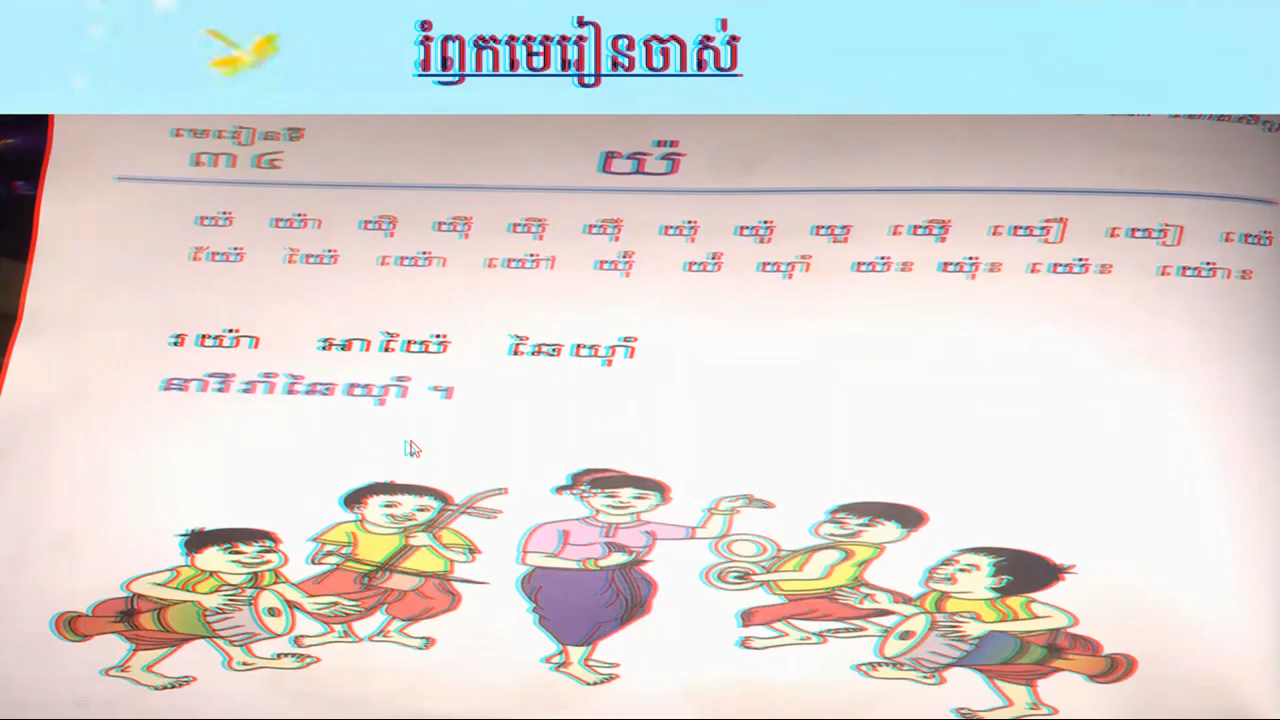 រំឭកមេរៀនចាស់
មេរៀនទី
៣៤
យ៉
យ៉ យ៉ា យ៉ិ យ៉ី យ៉ឹ យ៉ឺ យ៉ុ យ៉ូ យ៉ួ យ៉ើ យ៉ឿ យ៉ៀ យ៉េ
យ៉ែ យ៉ៃ យ៉ោ យ៉ៅ យ៉ុំ យ៉ំ យ៉ាំ យ៉ះ យ៉ុះ យ៉េះ យ៉ោះ
រយ៉ា អាយ៉ៃ ឆៃយ៉ាំ
នារីរាំឆៃយ៉ាំ ។